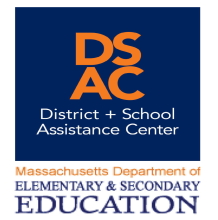 DS
AC
District + School
Assistance Center
Massachusetts Department of
ELEMENTARY & SECONDARY
EDUCATION